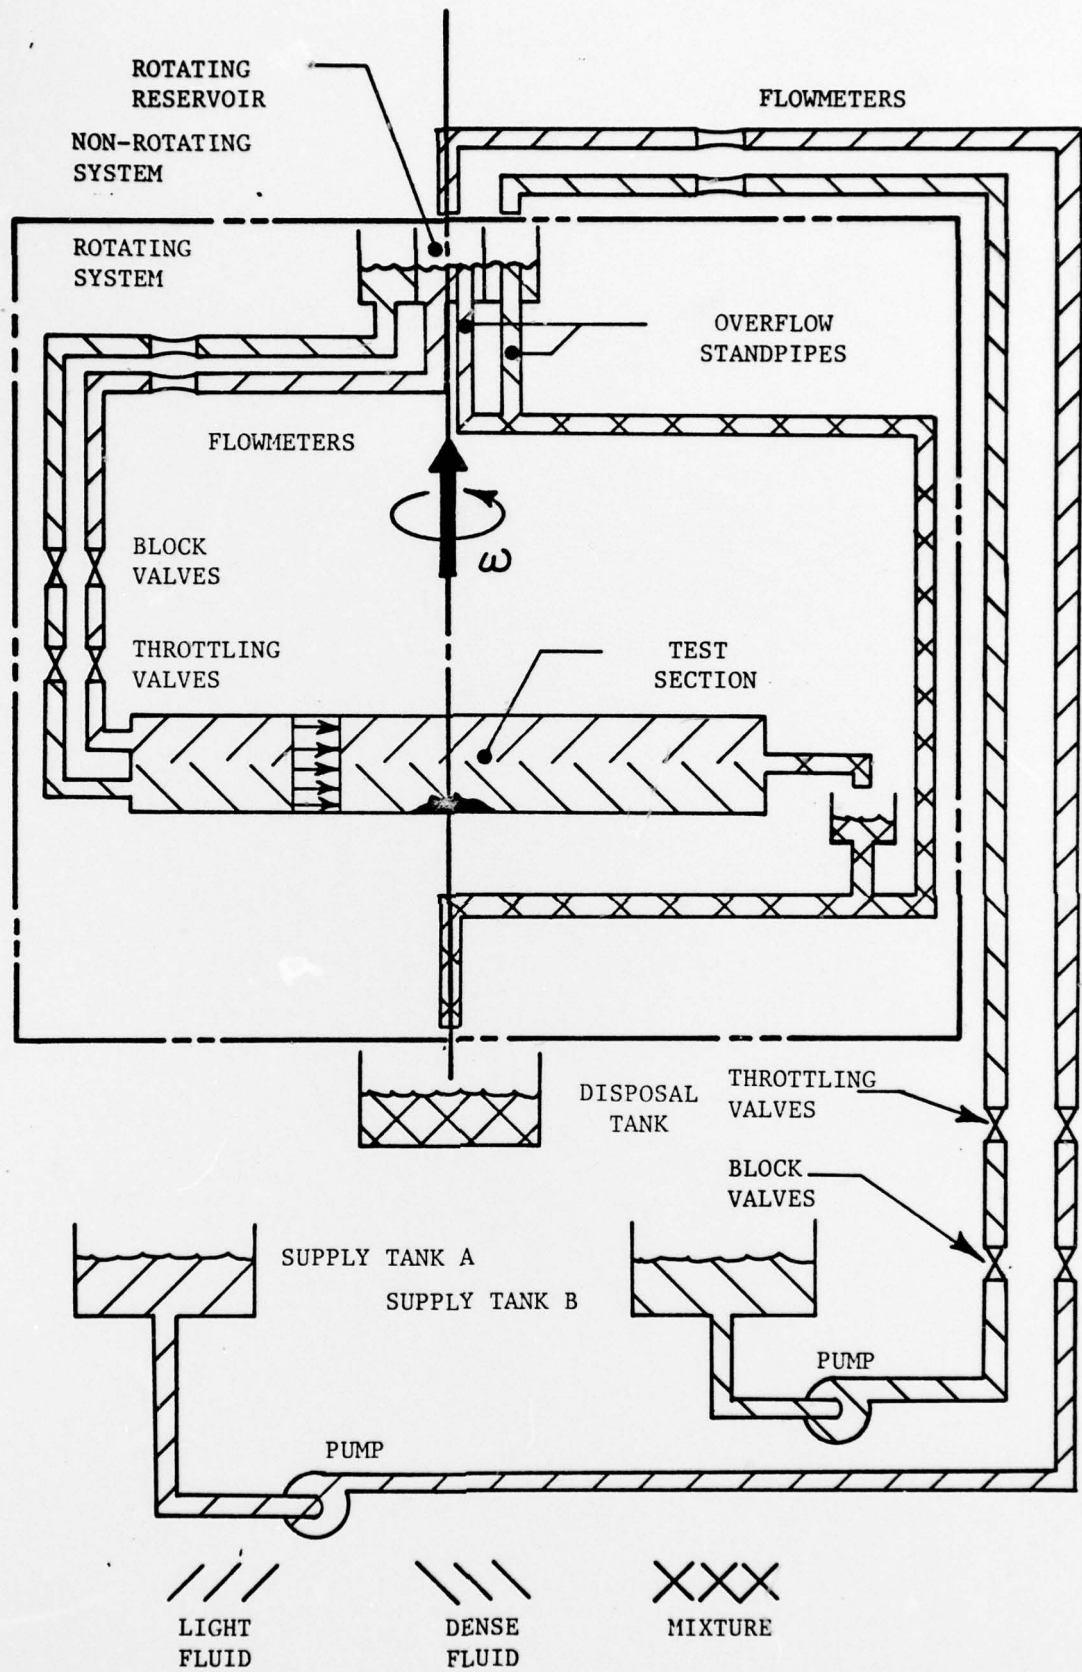 ROTATING
RESERVOIR
FLOWMETERS
NON-ROTATING
SYSTEM
ROTATING
SYSTEM
OVERFLOW
STANDPIPES
FLOWMETERS
BLOCK
VALVES
ω
THROTTLING
VALVES
TEST
SECTION
DISPOSAL
TANK
THROTTLING
VALVES
BLOCK
VALVES
SUPPLY TANK A
SUPPLY TANK B
PUMP
PUMP
LIGHT
FLUID
DENSE
FLUID
MIXTURE